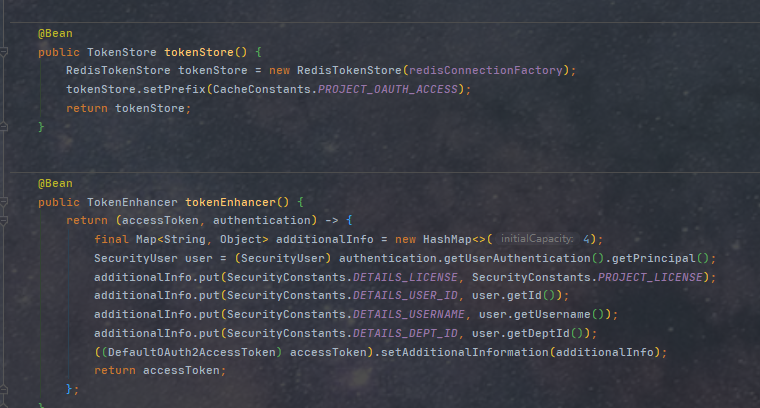 @Bean
public TokenStore tokenStore() {
RedisTokenStore tokenStore = new RedisTokenStore(redisConnectionFactory);
tokenStore.setPrefix(CacheConstants.PROJECT_OAUTH_ACCESS);
return tokenStore;
}
@Bean
public TokenEnhancer tokenEnhancer() {
return (accessToken, authentication) -> {
final Map<String, Object> additionalInfo = new HashMap<>( initialCapacity: 4);
SecurityUser user = (SecurityUser) authentication.getUserAuthentication().getPrincipal();
additionalInfo.put(SecurityConstants.DETAILS_LICENSE, SecurityConstants.PROJECT_LICENSE);
additionalInfo.put(SecurityConstants.DETAILS_USER_ID, user.getId());
additionalInfo.put(SecurityConstants.DETAILS_USERNAME, user.getUsername());
additionalInfo.put(SecurityConstants.DETAILS_DEPT_ID, user.getDeptId());
((DefaultOAuth2AccessToken) accessToken).setAdditionalInformation(additionalInfo);
return accessToken;
};
}